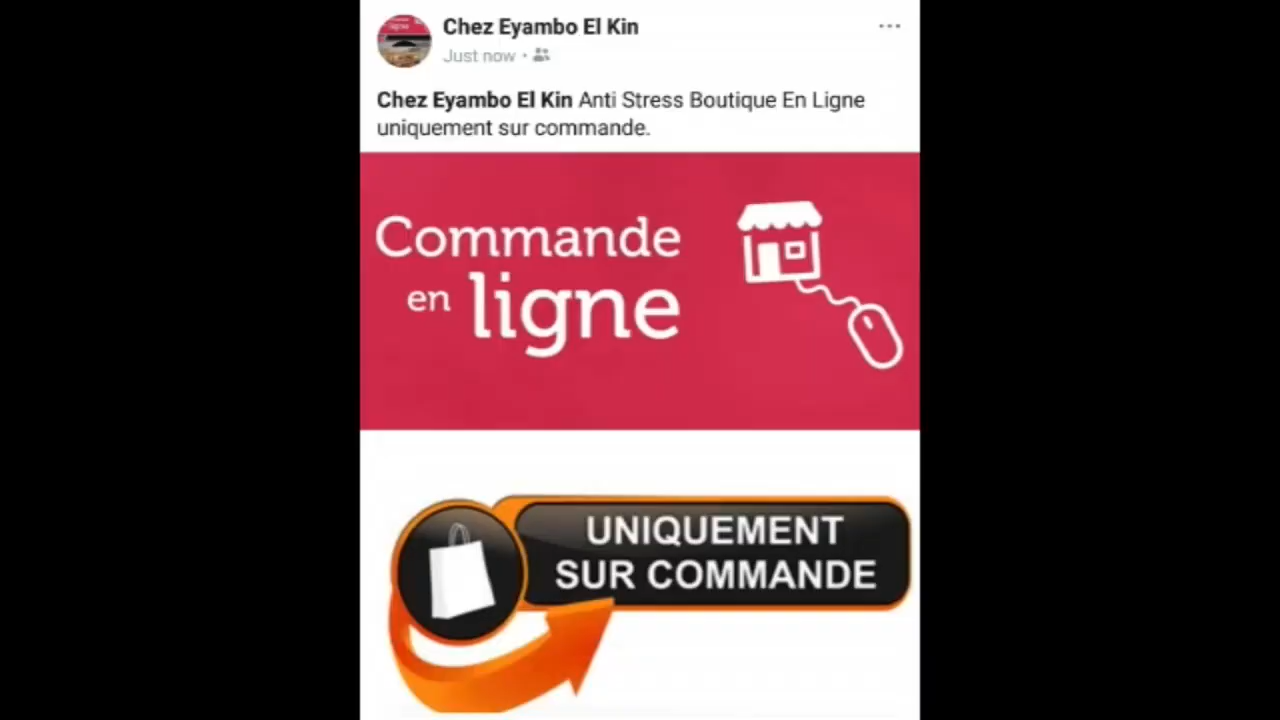 Chez Eyambo El Kin
Just now
Chez Eyambo El Kin Anti Stress Boutique En Ligne
uniquement sur commande.
Commande
en ligne
UNIQUEMENT
SUR COMMANDE